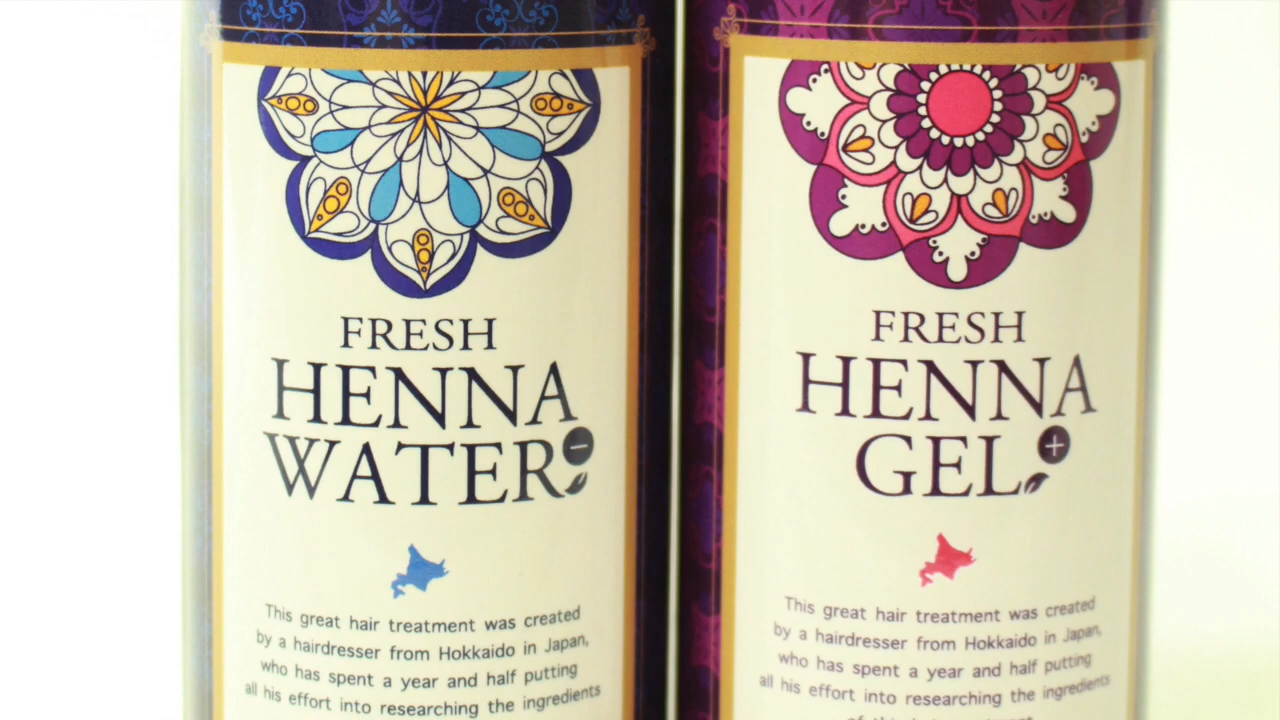 FRESH
HENNA
WATER
This great hair treatment was created
by a hairdresser from Hokkaido in Japan,
who has spent a year and half putting
all his effort into researching the ingredients
FRESH
HENNA
GEL
This great hair treatment was created
by a hairdresser from Hokkaido in Japan,
who has spent a year and half putting
all his effort into researching the ingredients